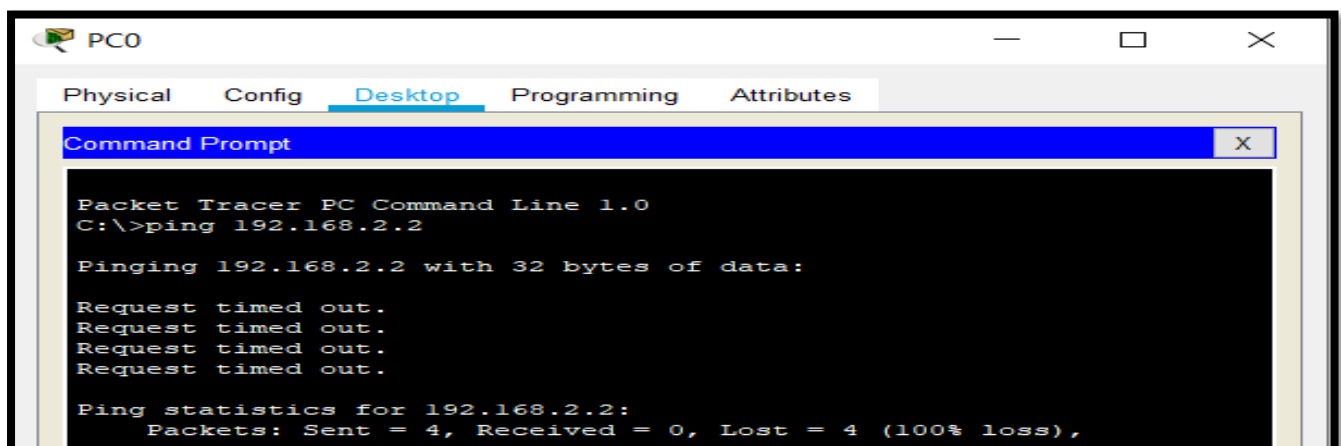 PC0
Physical Config Desktop Programming Attributes
Command Prompt X
Packet Tracer PC Command Line 1.0
C:\>ping 192.168.2.2
Pinging 192.168.2.2 with 32 bytes of data:
Request timed out.
Request timed out.
Request timed out.
Request timed out.
Ping statistics for 192.168.2.2:
Packets: Sent = 4, Received = 0, Lost = 4 (100% loss),